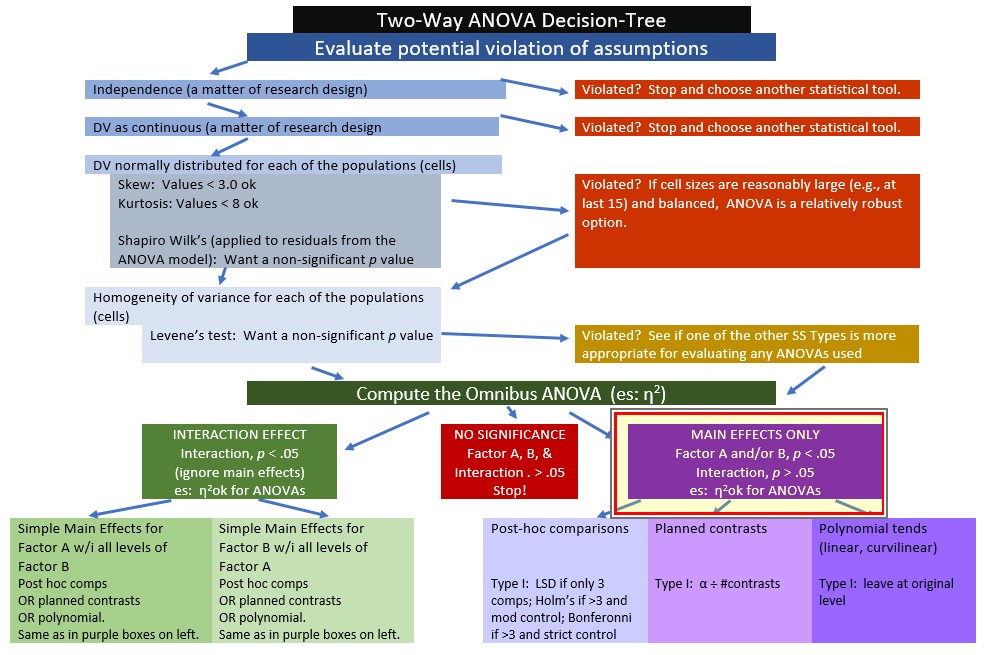 Two-Way ANOVA Decision-Tree
Evaluate potential violation of assumptions
Independence (a matter of research design)
Violated?  Stop and choose another statistical tool.
DV as continuous (a matter of research design
Violated?  Stop and choose another statistical tool.
DV normally distributed for each of the populations (cells)
Skew:  Values < 3.0 ok
Kurtosis: Values < 8 ok
Shapiro Wilk’s (applied to residuals from the
ANOVA model):  Want a non-significant p value
Violated?  If cell sizes are reasonably large (e.g., at
last 15) and balanced,  ANOVA is a relatively robust
option.
Homogeneity of variance for each of the populations
(cells)
Levene’s test:  Want a non-significant p value
Violated?  See if one of the other SS Types is more
appropriate for evaluating any ANOVAs used
Compute the Omnibus ANOVA  (es: η²)
INTERACTION EFFECT
Interaction, p < .05
(ignore main effects)
es:  η²ok for ANOVAs
NO SIGNIFICANCE
Factor A, B, &
Interaction . > .05
Stop!
MAIN EFFECTS ONLY
Factor A and/or B, p < .05
Interaction, p > .05
es:  η²ok for ANOVAs
Simple Main Effects for
Factor A w/i all levels of
Factor B
Post hoc comps
OR planned contrasts
OR polynomial.
Same as in purple boxes on left.
Simple Main Effects for
Factor B w/i all levels of
Factor A
Post hoc comps
OR planned contrasts
OR polynomial.
Same as in purple boxes on left.
Post-hoc comparisons
Type I:  LSD if only 3
comps; Holm’s if >3 and
mod control; Bonferonni
if >3 and strict control
Planned contrasts
Type I:  α ÷ #contrasts
Polynomial tends
(linear, curvilinear)
Type I:  leave at original
level